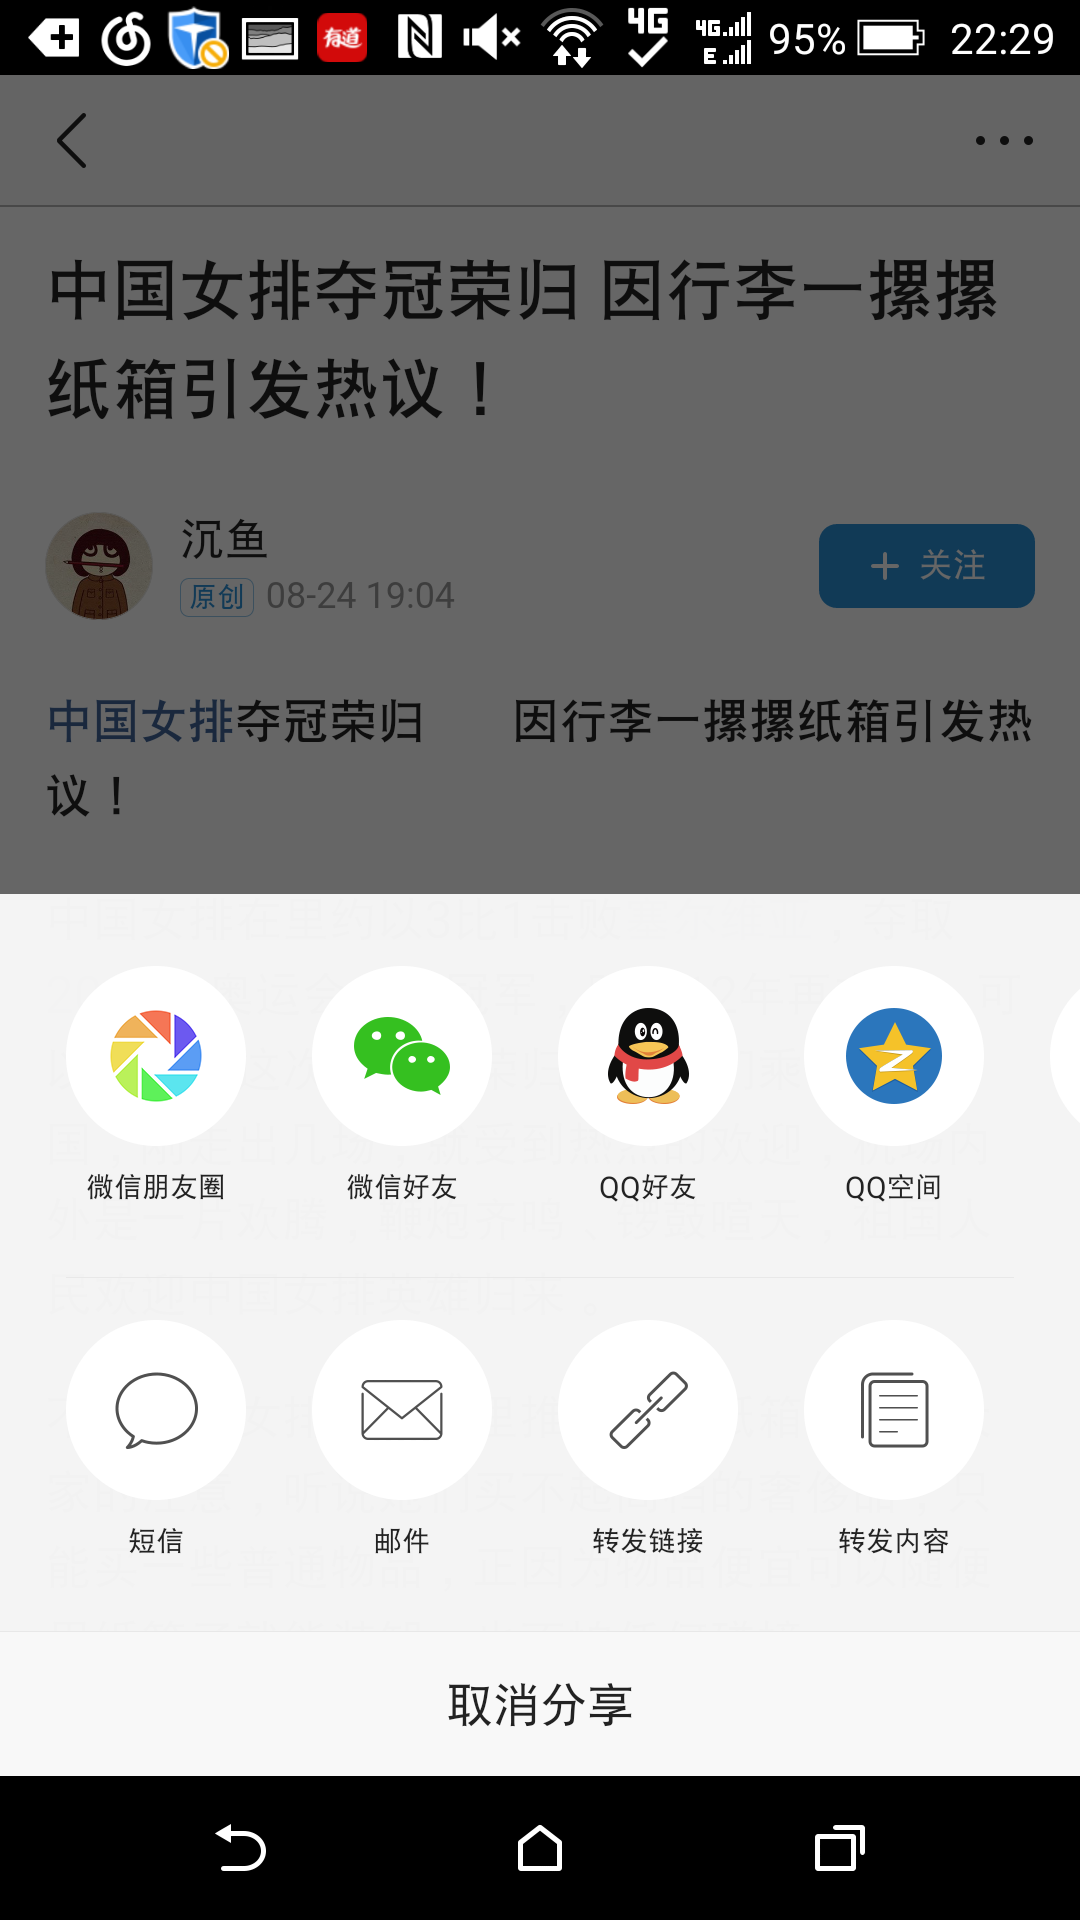 有道
4G
4G
E
95%
22:29
中国女排夺冠荣归 因行李一摞摞
纸箱引发热议！
沉鱼
原创 08-24 19:04
+ 关注
中国女排夺冠荣归 因行李一摞摞纸箱引发热
议！
微信朋友圈
微信好友
QQ好友
QQ空间
短信
邮件
转发链接
转发内容
取消分享